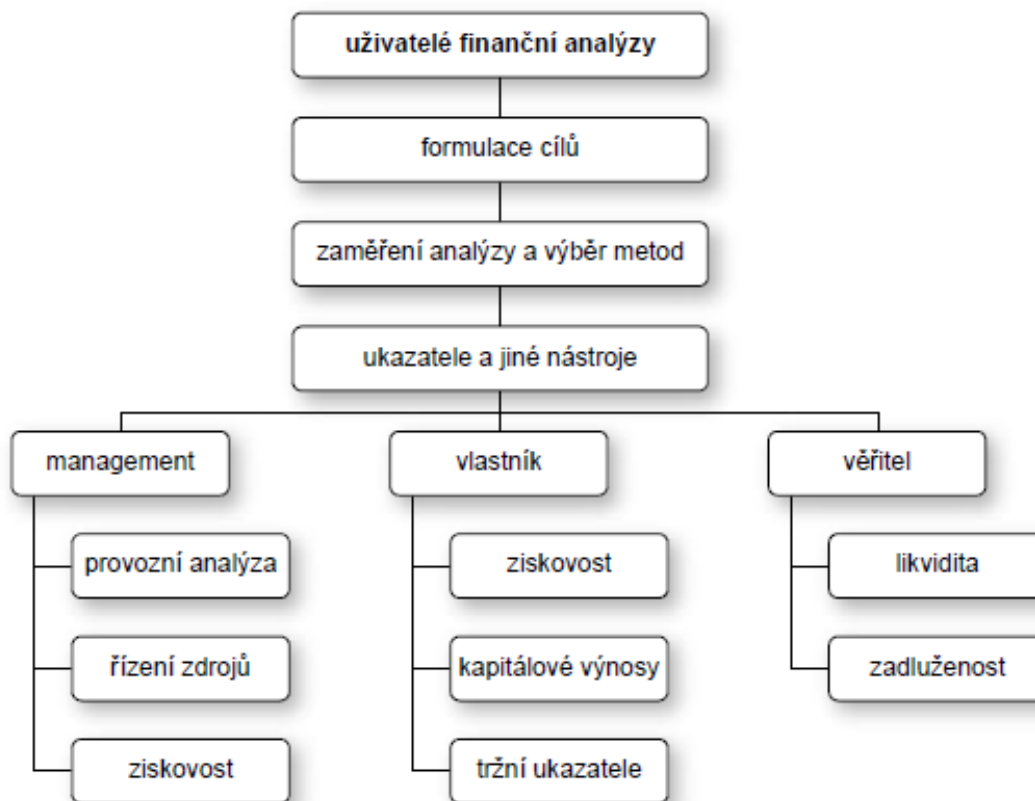 uživatelé finanční analýzy
formulace cílů
zaměření analýzy a výběr metod
ukazatele a jiné nástroje
management
vlastník
věřitel
provozní analýza
ziskovost
likvidita
řízení zdrojů
kapitálové výnosy
zadluženost
ziskovost
tržní ukazatele